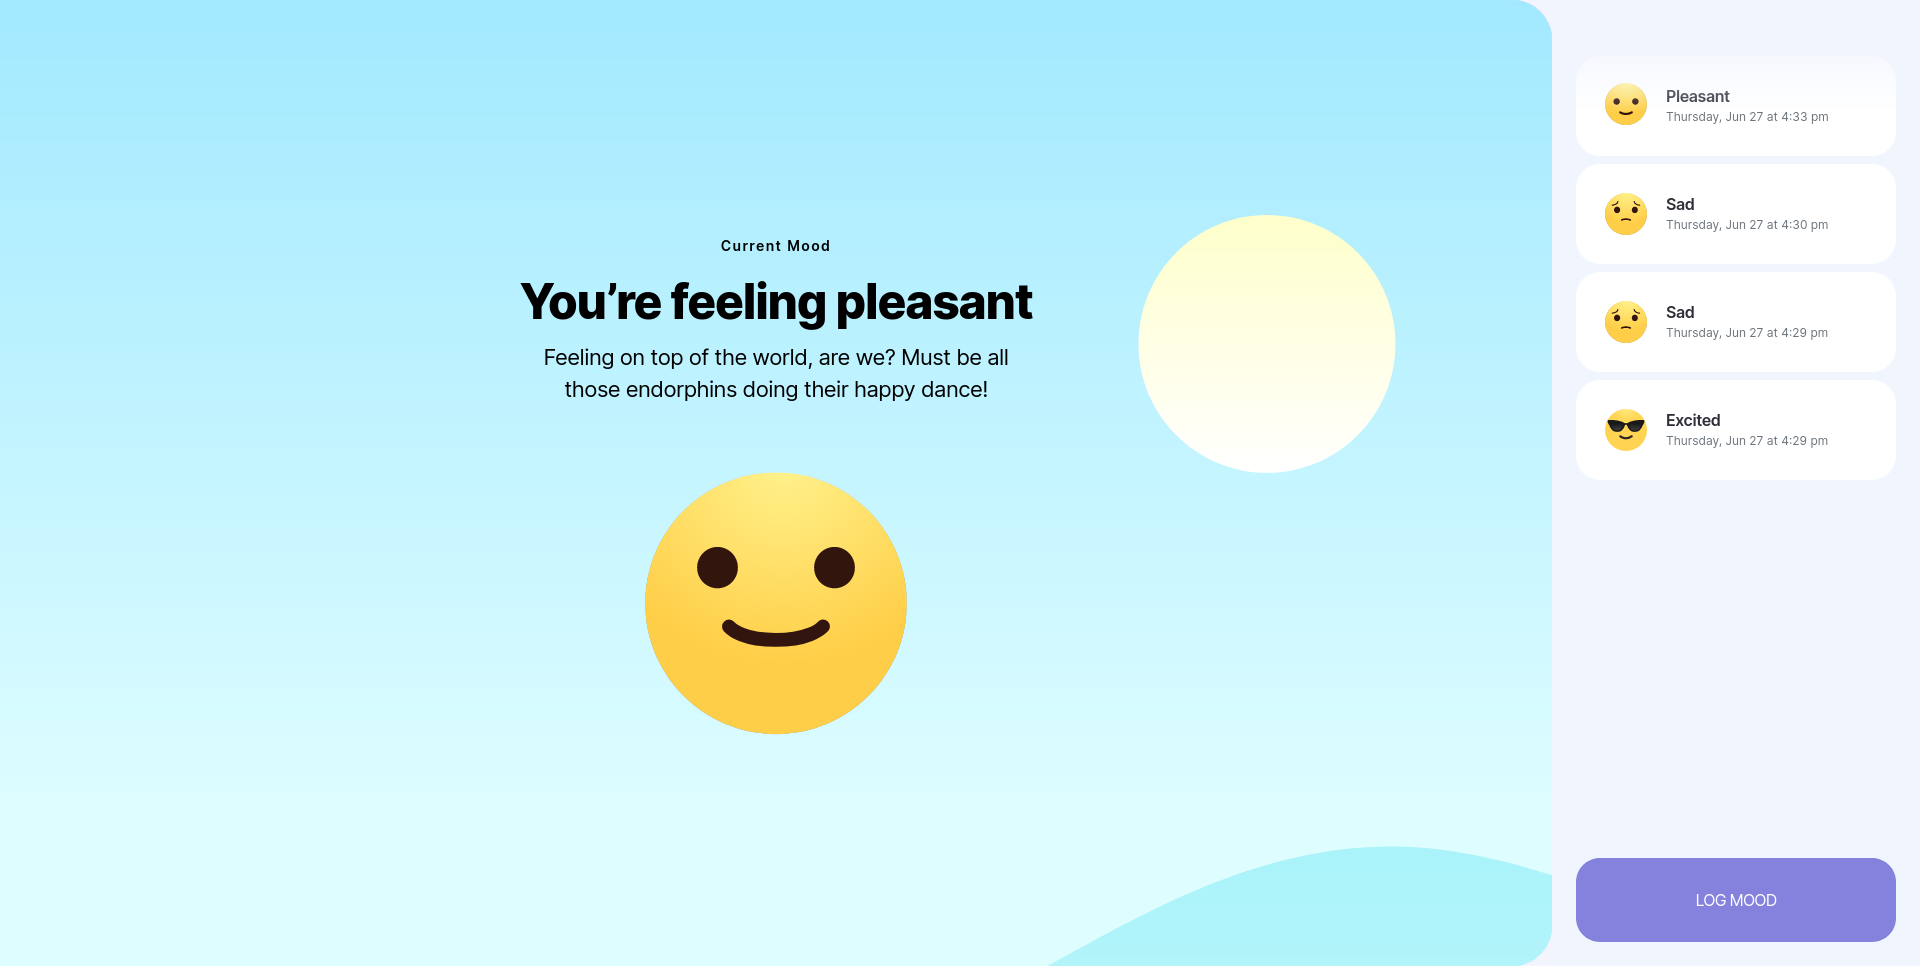 Current Mood
You’re feeling pleasant
Feeling on top of the world, are we? Must be all
those endorphins doing their happy dance!
Pleasant
Thursday, Jun 27 at 4:33 pm
Sad
Thursday, Jun 27 at 4:30 pm
Sad
Thursday, Jun 27 at 4:29 pm
Excited
Thursday, Jun 27 at 4:29 pm
LOG MOOD